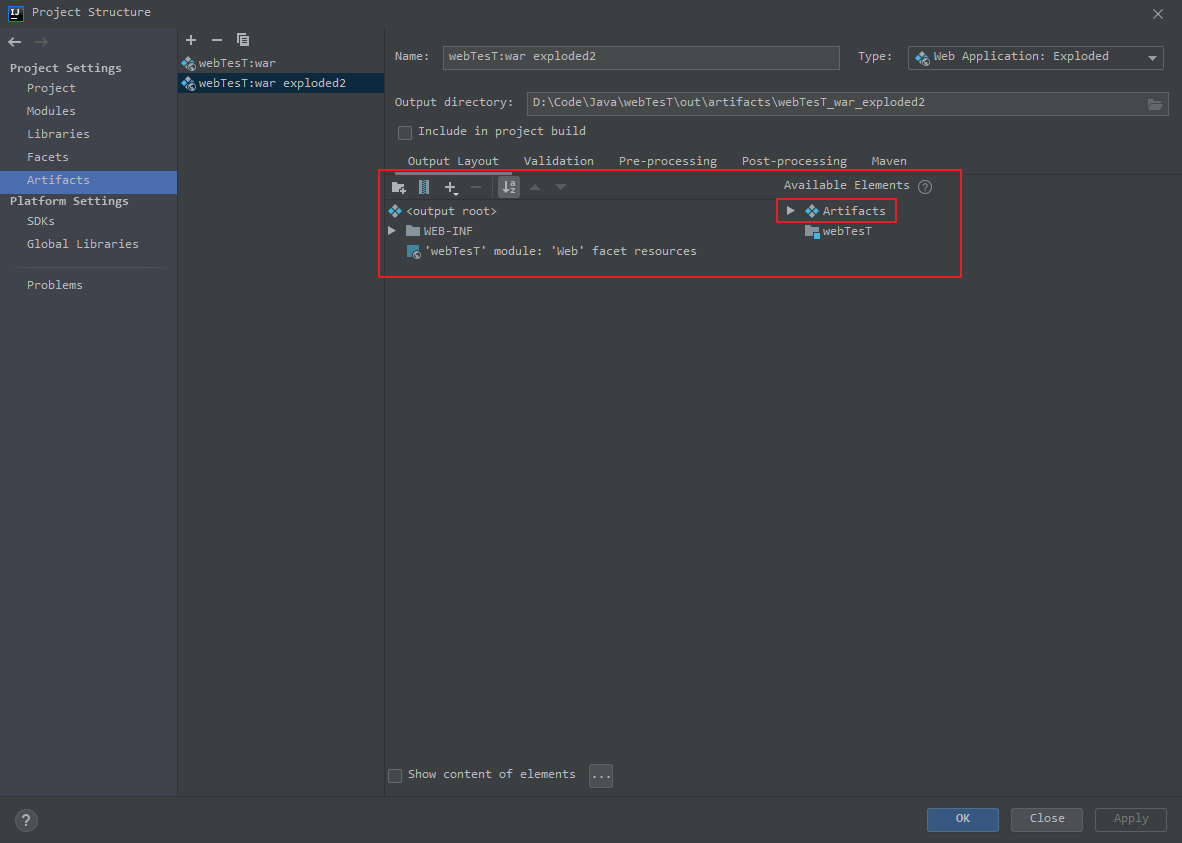 Project Structure
Project Settings
Project
Modules
Libraries
Facets
Artifacts
Platform Settings
SDKs
Global Libraries
Problems
webTesT:war
webTesT:war exploded2
Name: webTesT:war exploded2 Type: Web Application: Exploded
Output directory: D:\Code\Java\webTesT\out\artifacts\webTesT_war_exploded2
Include in project build
Output Layout Validation Pre-processing Post-processing Maven
Available Elements ?
<output root>
WEB-INF
'webTesT' module: 'Web' facet resources
Artifacts
webTesT
Show content of elements ...
? OK Close Apply